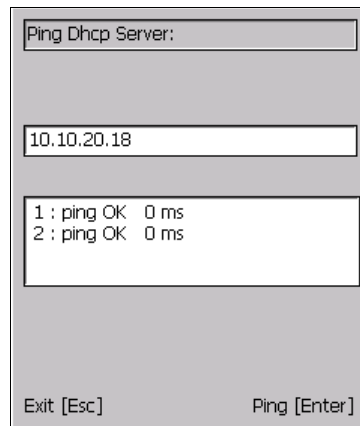 Ping Dhcp Server:
10.10.20.18
1 : ping OK 0 ms
2 : ping OK 0 ms
Exit [Esc] Ping [Enter]